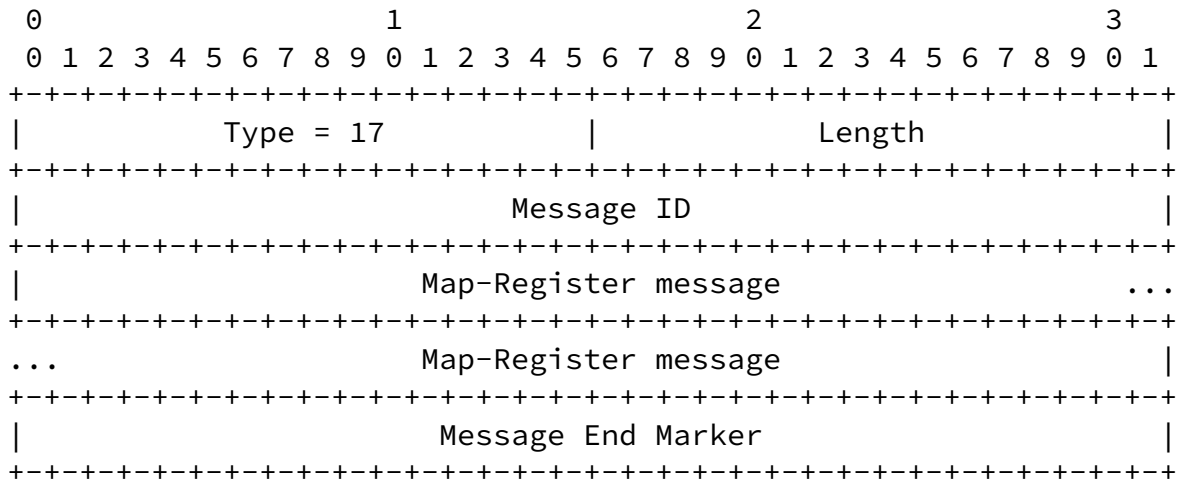 0                   1                   2                   3
 0 1 2 3 4 5 6 7 8 9 0 1 2 3 4 5 6 7 8 9 0 1 2 3 4 5 6 7 8 9 0 1
+-+-+-+-+-+-+-+-+-+-+-+-+-+-+-+-+-+-+-+-+-+-+-+-+-+-+-+-+-+-+-+-+
|           Type = 17           |            Length             |
+-+-+-+-+-+-+-+-+-+-+-+-+-+-+-+-+-+-+-+-+-+-+-+-+-+-+-+-+-+-+-+-+
|                           Message ID                          |
+-+-+-+-+-+-+-+-+-+-+-+-+-+-+-+-+-+-+-+-+-+-+-+-+-+-+-+-+-+-+-+-+
|                      Map-Register message                   ...
+-+-+-+-+-+-+-+-+-+-+-+-+-+-+-+-+-+-+-+-+-+-+-+-+-+-+-+-+-+-+-+-+
...                    Map-Register message                     |
+-+-+-+-+-+-+-+-+-+-+-+-+-+-+-+-+-+-+-+-+-+-+-+-+-+-+-+-+-+-+-+-+
|                       Message End Marker                      |
+-+-+-+-+-+-+-+-+-+-+-+-+-+-+-+-+-+-+-+-+-+-+-+-+-+-+-+-+-+-+-+-+